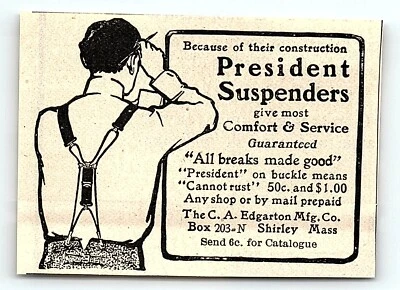 Because of their construction
President
Suspenders
give most
Comfort & Service
Guaranteed
"All breaks made good"
"President" on buckle means
"Cannot rust" 50c. and $1.00
Any shop or by mail prepaid
The C. A. Edgarton Mfg. Co.
Box 203-N Shirley Mass
Send 6c. for Catalogue